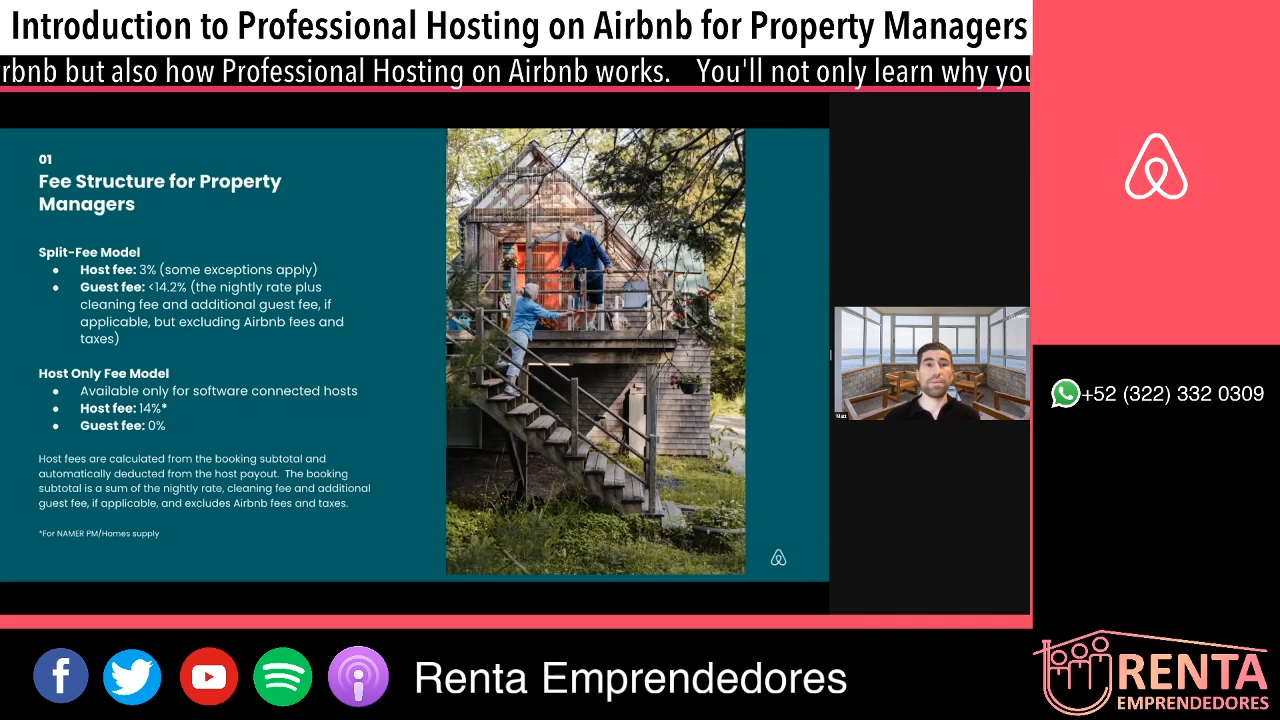 Introduction to Professional Hosting on Airbnb for Property Managers
rbnb but also how Professional Hosting on Airbnb works. You'll not only learn why you
01
Fee Structure for Property
Managers
Split-Fee Model
● Host fee: 3% (some exceptions apply)
● Guest fee: <14.2% (the nightly rate plus
cleaning fee and additional guest fee, if
applicable, but excluding Airbnb fees and
taxes)
Host Only Fee Model
● Available only for software connected hosts
● Host fee: 14%*
● Guest fee: 0%
Host fees are calculated from the booking subtotal and
automatically deducted from the host payout. The booking
subtotal is a sum of the nightly rate, cleaning fee and additional
guest fee, if applicable, and excludes Airbnb fees and taxes.
*For NAMER PM/Homes supply
+52 (322) 332 0309
Renta Emprendedores
RENTA
EMPRENDEDORES